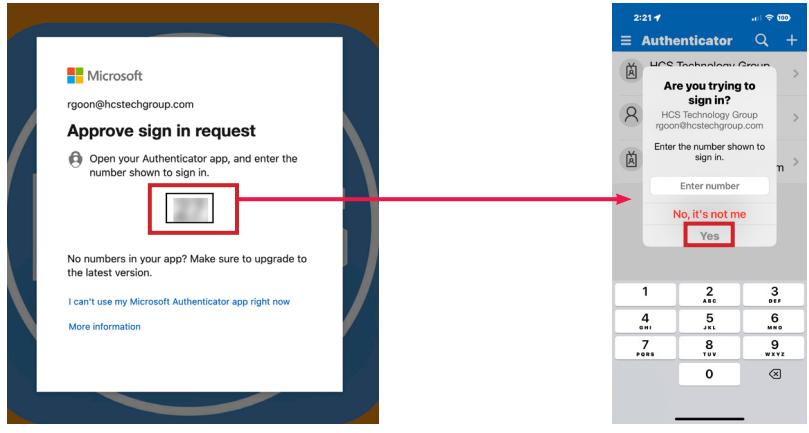 Microsoft
rgoon@hcstechgroup.com
Approve sign in request
Open your Authenticator app, and enter the
number shown to sign in.
No numbers in your app? Make sure to upgrade to
the latest version.
I can't use my Microsoft Authenticator app right now
More information
2:21
100
Authenticator
HCS Technology Group
Are you trying to
sign in?
HCS Technology Group
rgoon@hcstechgroup.com
Enter the number shown to
sign in.
m
Enter number
No, it's not me
Yes
1
2
ABC
3
DEF
4
GHI
5
JKL
6
MNO
7
PQRS
8
TUV
9
WXYZ
0